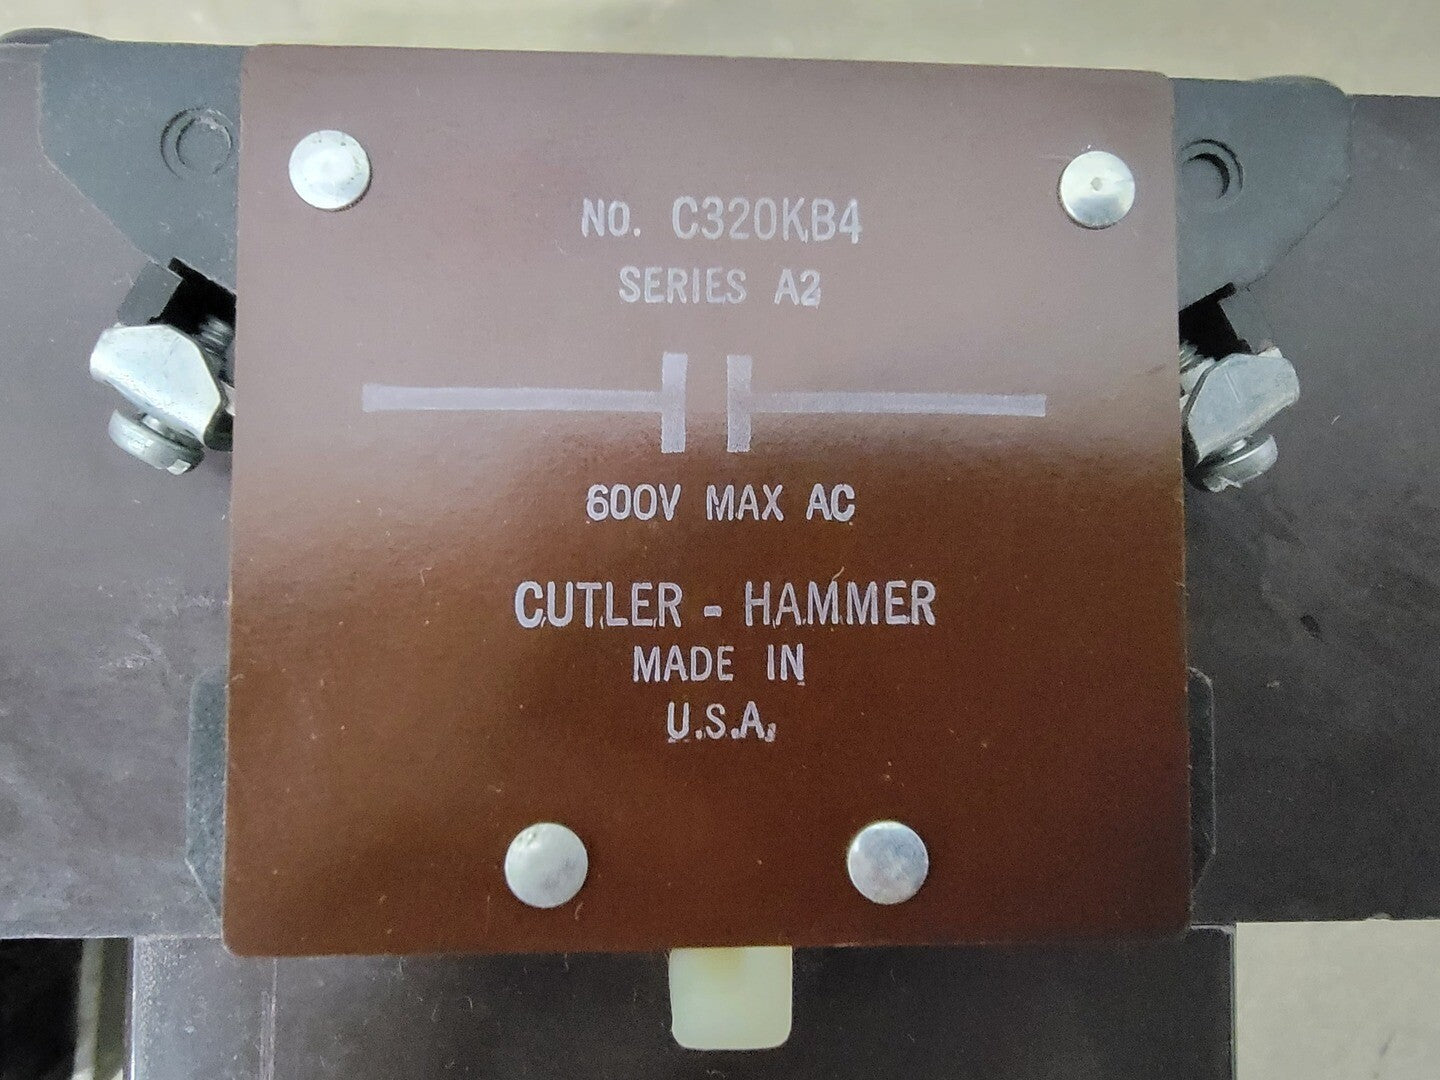 NO. C320KB4
SERIES A2
600V MAX AC
CUTLER - HAMMER
MADE IN
U.S.A.